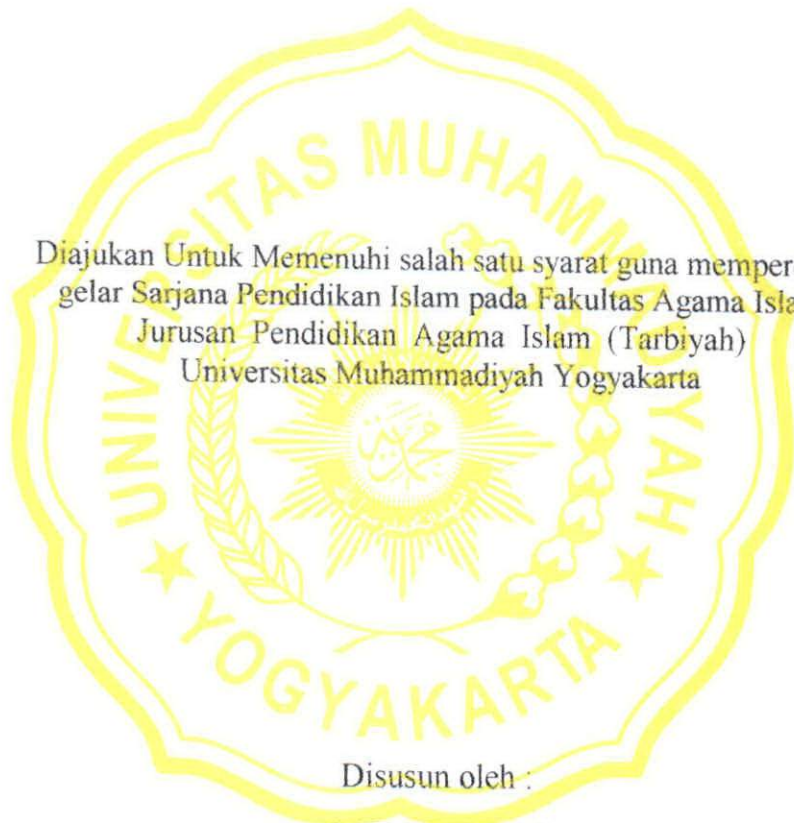 UNIVERSITAS MUHAMMADIYAH
Diajukan Untuk Memenuhi salah satu syarat guna memper
gelar Sarjana Pendidikan Islam pada Fakultas Agama Isla
Jurusan Pendidikan Agama Islam (Tarbiyah)
Universitas Muhammadiyah Yogyakarta
محمدية
YOGYAKARTA
Disusun oleh :